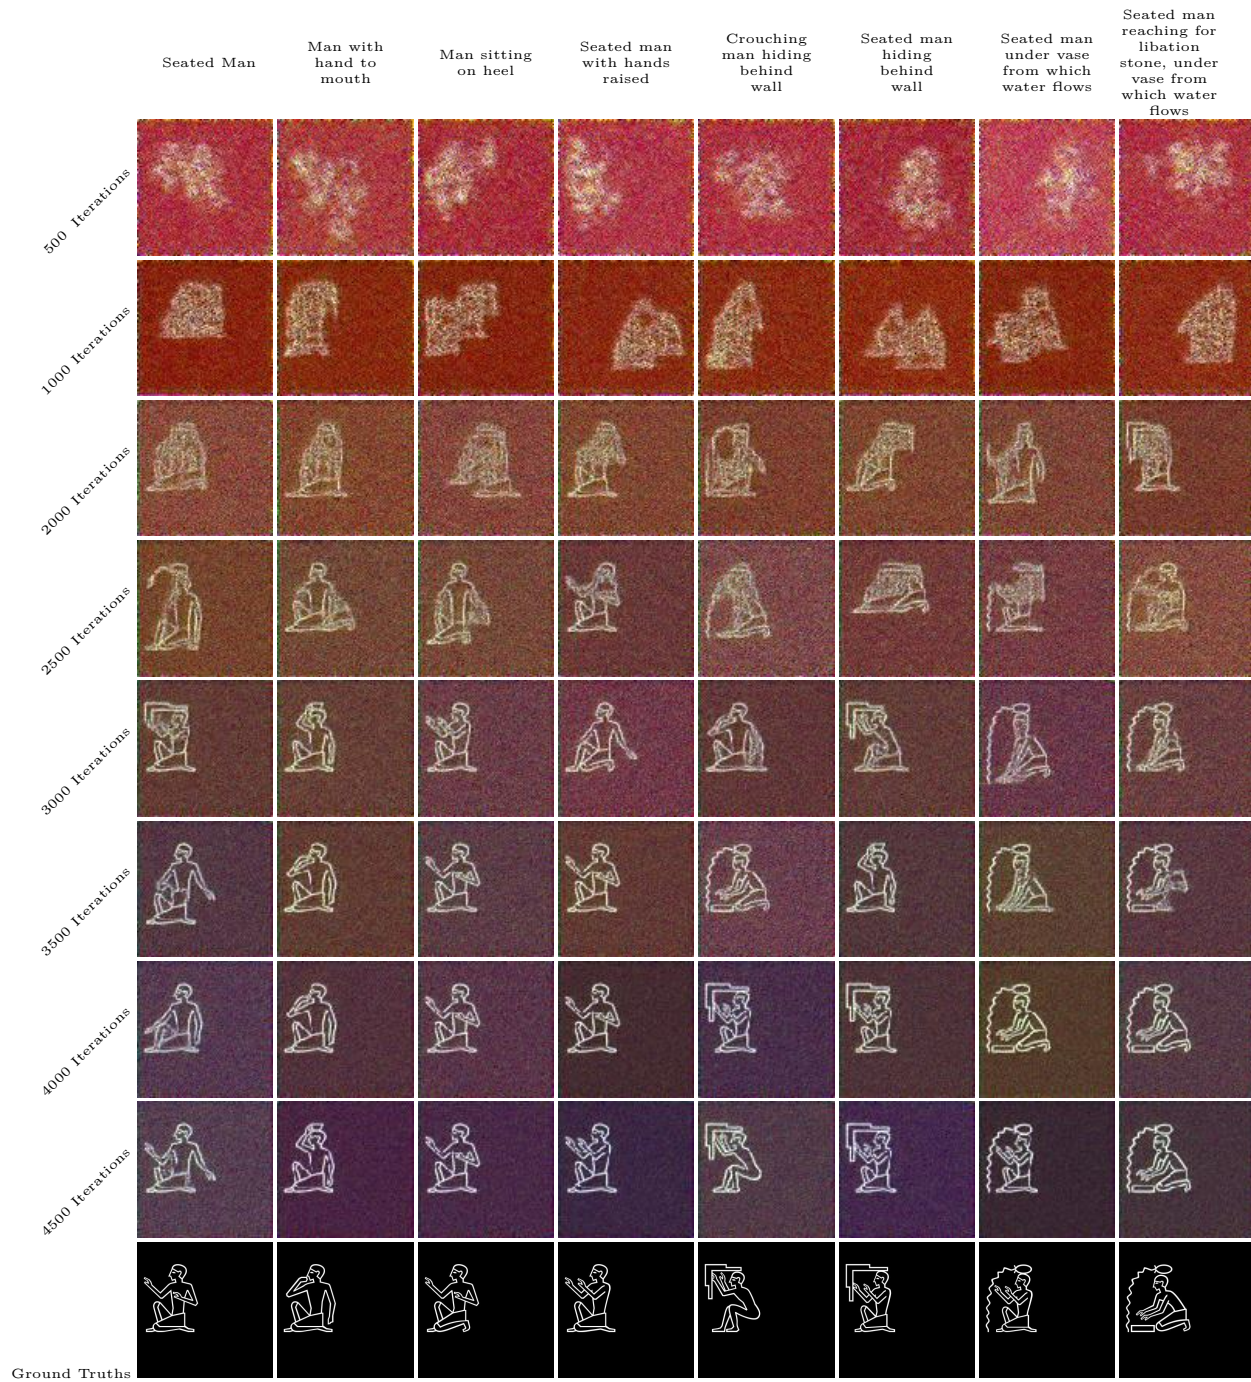 Seated Man
Man with
hand to
mouth
Man sitting
on heel
Seated man
with hands
raised
Crouching
man hiding
behind
wall
Seated man
hiding
behind
wall
Seated man
under vase
from which
water flows
Seated man
reaching for
libation
stone, under
vase from
which water
flows
500 Iterations
1000 Iterations
2000 Iterations
2500 Iterations
3000 Iterations
3500 Iterations
4000 Iterations
4500 Iterations
Ground Truths